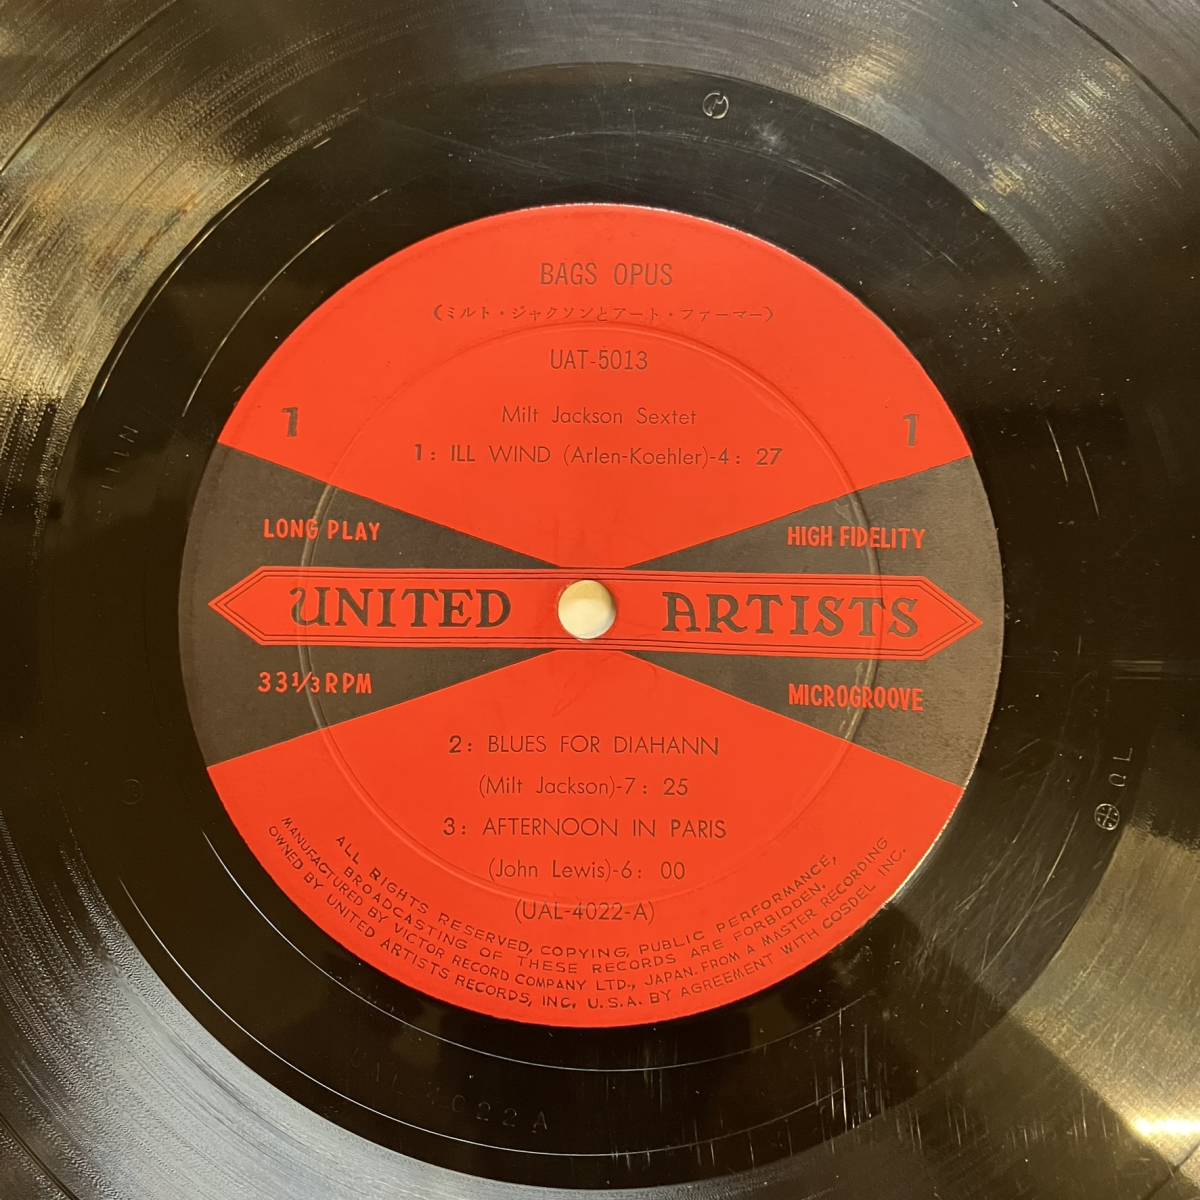 BAGS OPUS
(ミルト・ジャクソンとアート・ファーマー)
UAT-5013
Milt Jackson Sextet
1 1
1: ILL WIND (Arlen-Koehler)-4: 27
LONG PLAY HIGH FIDELITY
UNITED ARTISTS
33⅓RPM MICROGROOVE
2: BLUES FOR DIAHANN
(Milt Jackson)-7: 25
3: AFTERNOON IN PARIS
(John Lewis)-6: 00
(UAL-4022-A)
ALL RIGHTS RESERVED, COPYING, PUBLIC PERFORMANCE,
BROADCASTING OF THESE RECORDS ARE FORBIDDEN.
MANUFACTURED BY VICTOR RECORD COMPANY LTD., JAPAN. FROM A MASTER RECORDING
OWNED BY UNITED ARTISTS RECORDS, INC, U.S.A. BY AGREEMENT WITH COSDEL INC.
UAL4022A